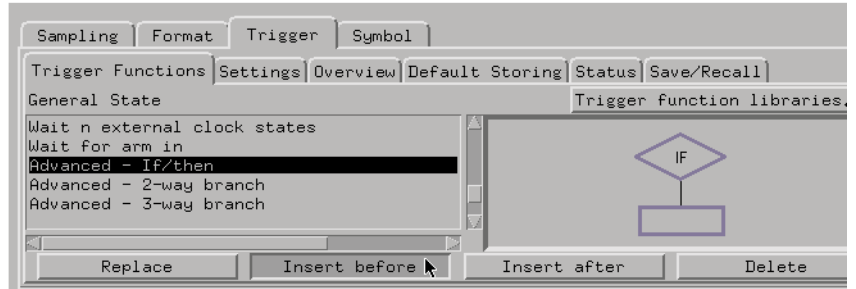 Sampling Format Trigger Symbol
Trigger Functions Settings Overview Default Storing Status Save/Recall
General State Trigger function libraries.
Wait n external clock states
Wait for arm in
Advanced - If/then
IF
Advanced - 2-way branch
Advanced - 3-way branch
Replace Insert before Insert after Delete